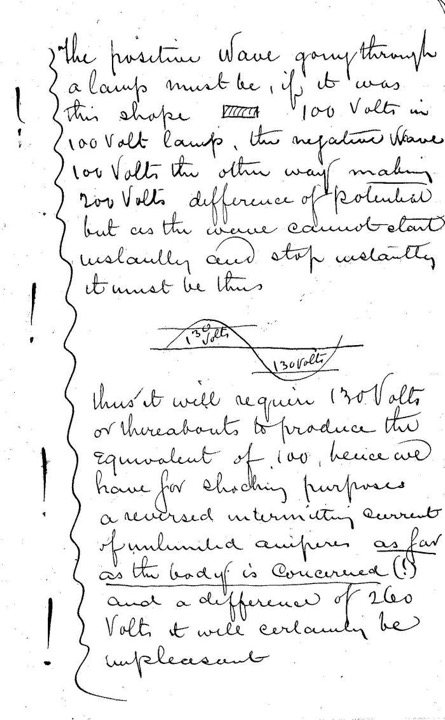 The positive Wave going through
a lamp must be, if it was
this shape 100 Volts in
100 Volt lamp, the negative Wave
100 Volts the other way making
200 Volts difference of potential
but as the wave cannot start
instantly and stop instantly
it must be thus
130 Volts
130 Volts
thus it will require 130 Volts
or thereabouts to produce the
Equivalent of 100, hence we
have for shocking purposes
a reversed intermitting current
of unlimited amperes as far
as the body is concerned (!)
and a difference of 260
Volts it will certainly be
unpleasant